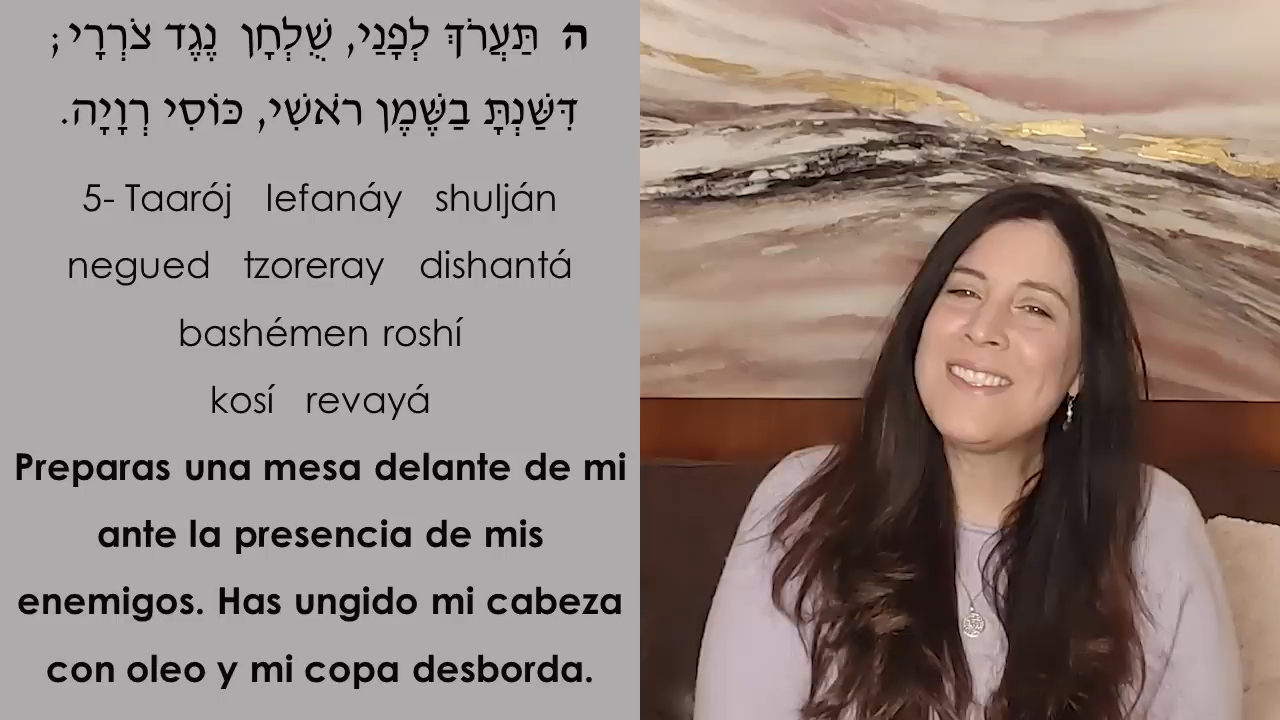 ה תַּעֲרֹךְ לְפָנַי, שֻׁלְחָן נֶגֶד צֹרְרָי;
דִּשַּׁנְתָּ בַשֶּׁמֶן רֹאשִׁי, כּוֹסִי רְוָיָה.
5- Taarój lefanáy shulján
negued tzoreray dishantá
bashémen roshí
kosí revayá
Preparas una mesa delante de mi
ante la presencia de mis
enemigos. Has ungido mi cabeza
con oleo y mi copa desborda.